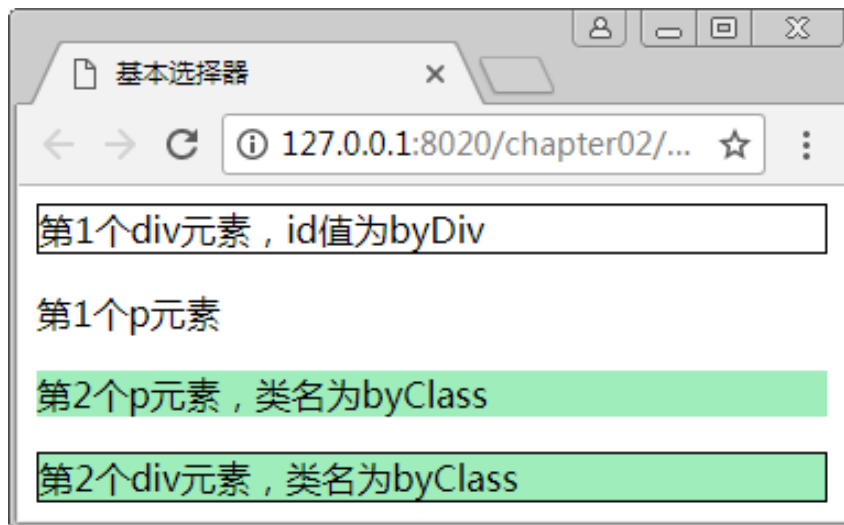 基本选择器
127.0.0.1:8020/chapter02/...
第1个div元素，id值为byDiv
第1个p元素
第2个p元素，类名为byClass
第2个div元素，类名为byClass